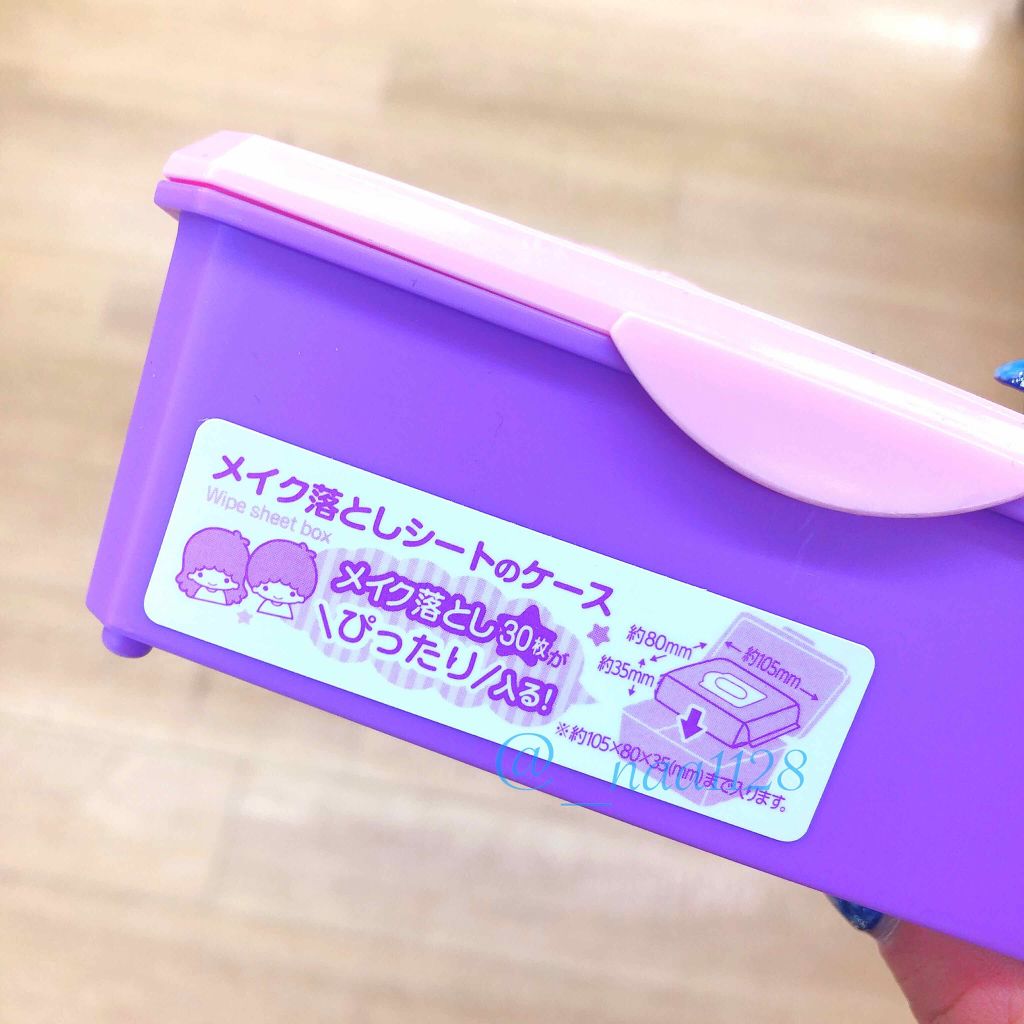 メイク落としシートのケース
Wipe sheet box
メイク落とし30枚が
\ぴったり/入る!
約80mm
約105mm
約35mm
※約105×80×35(mm)まで入ります。
@__naa1128